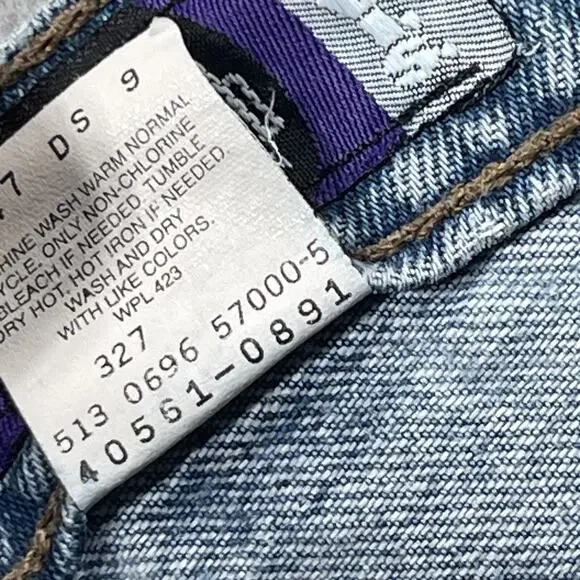 7 DS 9
HINE WASH WARM NORMAL
YCLE. ONLY NON-CHLORINE
BLEACH IF NEEDED. TUMBLE
DRY HOT. HOT IRON IF NEEDED.
WASH AND DRY
WITH LIKE COLORS.
WPL 423
327
513 0696 57000-5
40561-0891